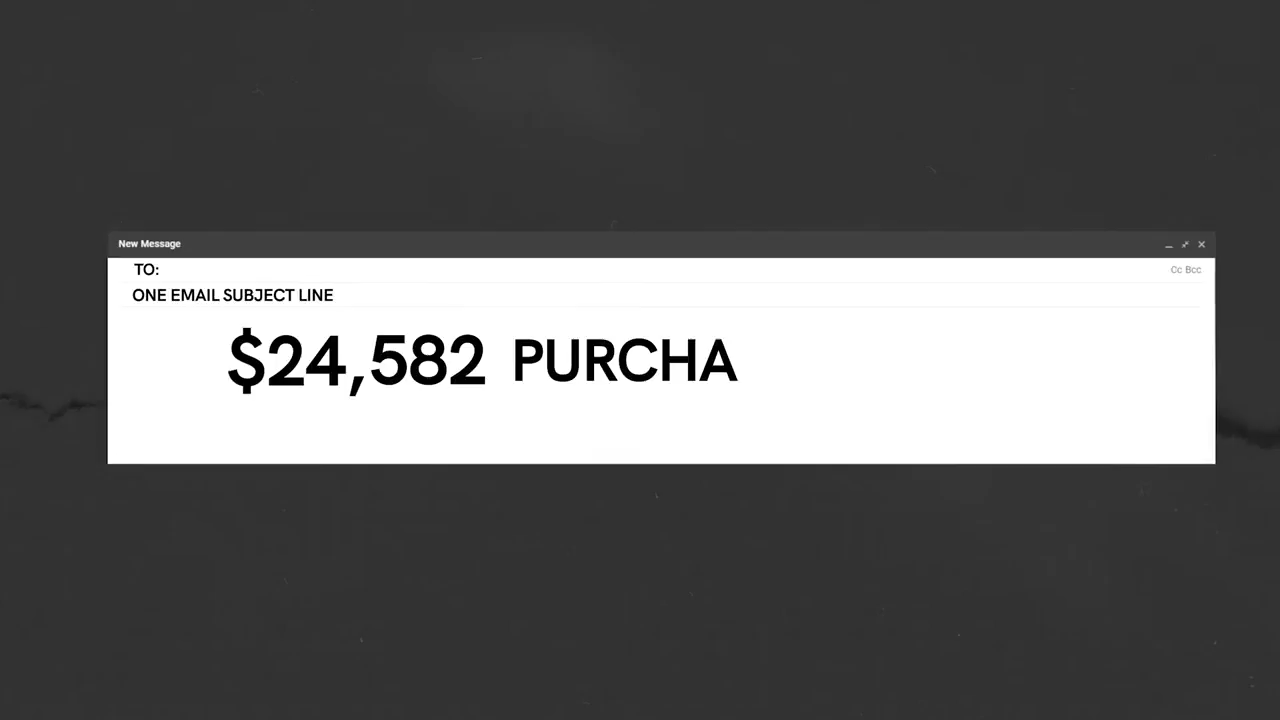 New Message
TO:
Cc Bcc
ONE EMAIL SUBJECT LINE
$24,582 PURCHA